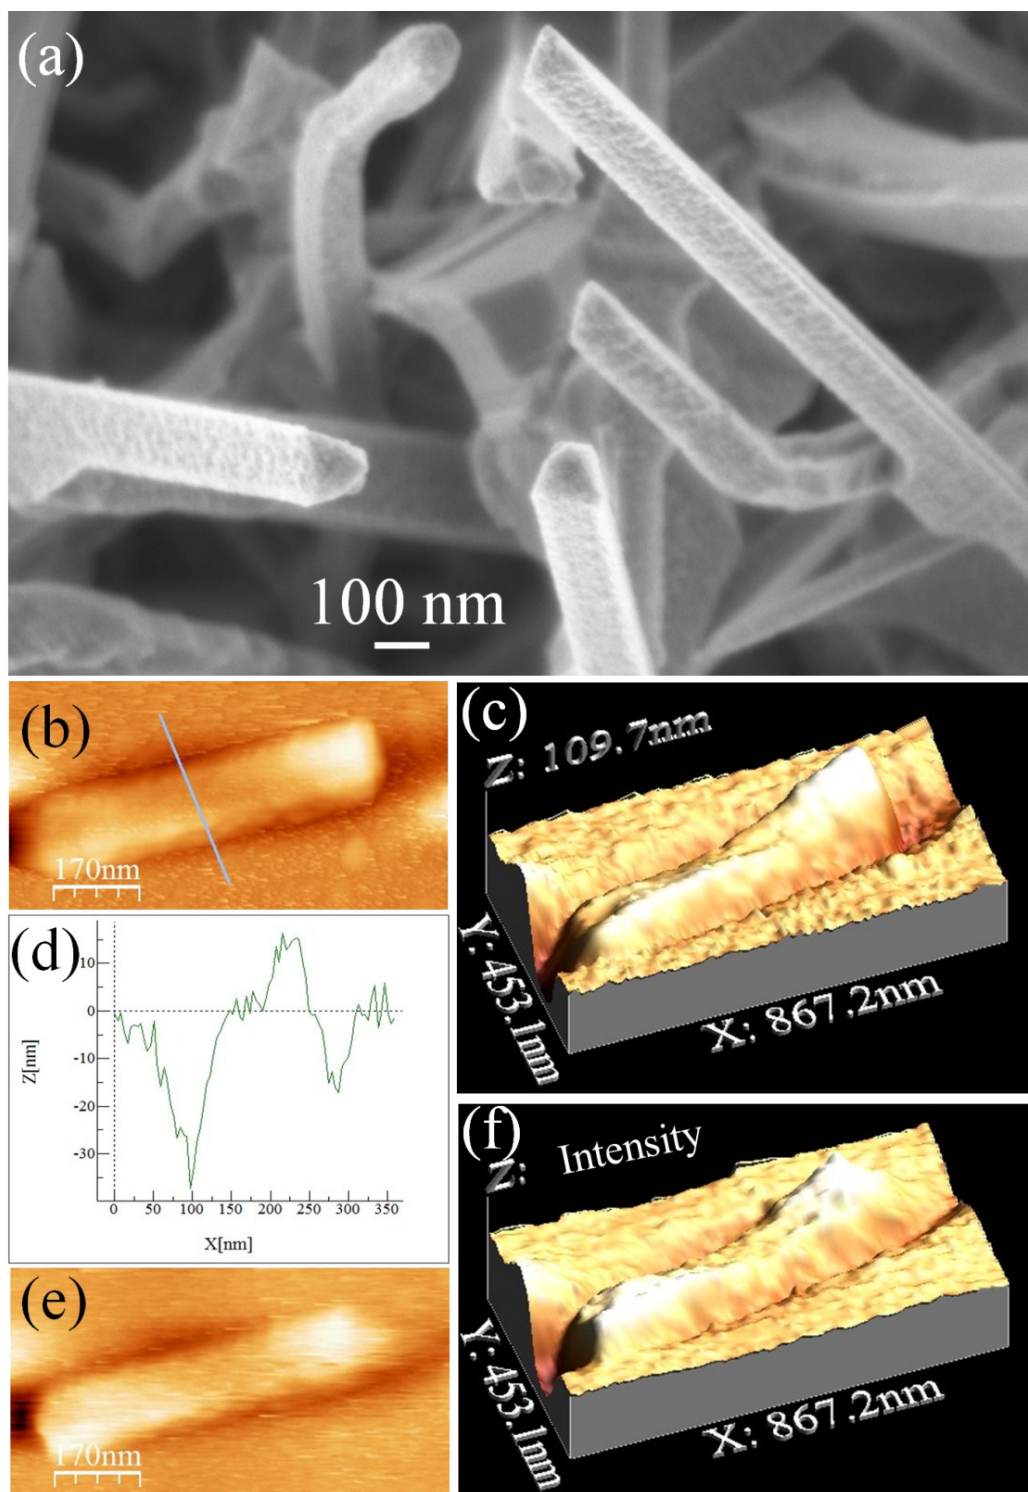 (a)
100 nm
(b)
170nm
(c)
Z: 109.7nm
Y: 453.1nm
X: 867.2nm
(d)
10
0
-10
-20
-30
Z[nm]
0 50 100 150 200 250 300 350
X[nm]
(e)
170nm
(f)
Z:
Intensity
Y: 453.1nm
X: 867.2nm